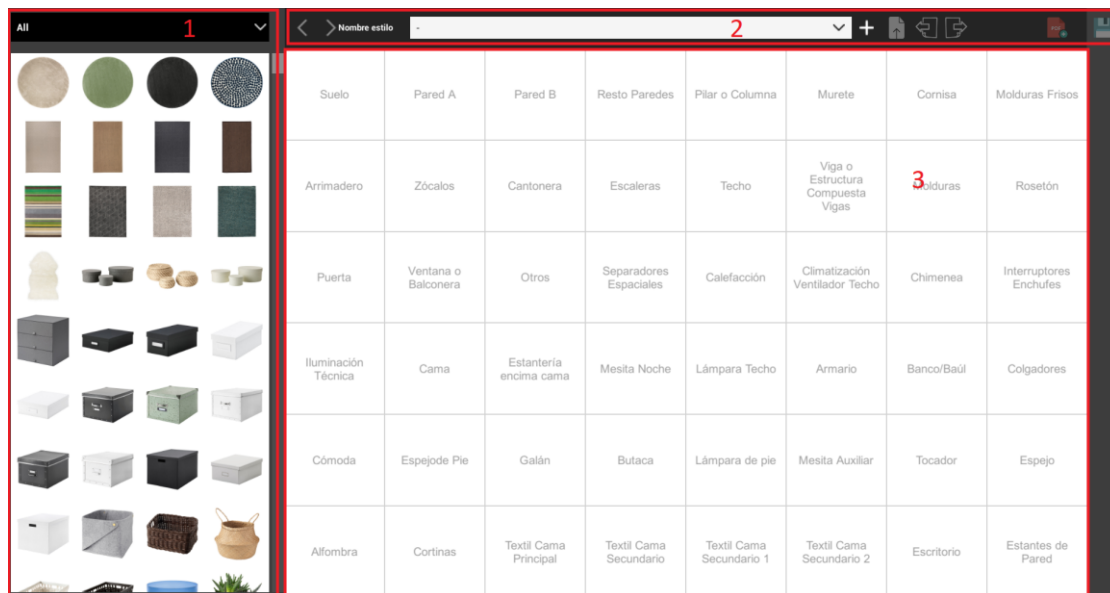 All
1
Nombre estilo
-
2
Suelo
Pared A
Pared B
Resto Paredes
Pilar o Columna
Murete
Cornisa
Molduras Frisos
Arrimadero
Zócalos
Cantonera
Escaleras
Techo
Viga o
Estructura
Compuesta
Vigas
3
Molduras
Rosetón
Puerta
Ventana o
Balconera
Otros
Separadores
Espaciales
Calefacción
Climatización
Ventilador Techo
Chimenea
Interruptores
Enchufes
Iluminación
Técnica
Cama
Estantería
encima cama
Mesita Noche
Lámpara Techo
Armario
Banco/Baúl
Colgadores
Cómoda
Espejode Pie
Galán
Butaca
Lámpara de pie
Mesita Auxiliar
Tocador
Espejo
Alfombra
Cortinas
Textil Cama
Principal
Textil Cama
Secundario
Textil Cama
Secundario 1
Textil Cama
Secundario 2
Escritorio
Estantes de
Pared